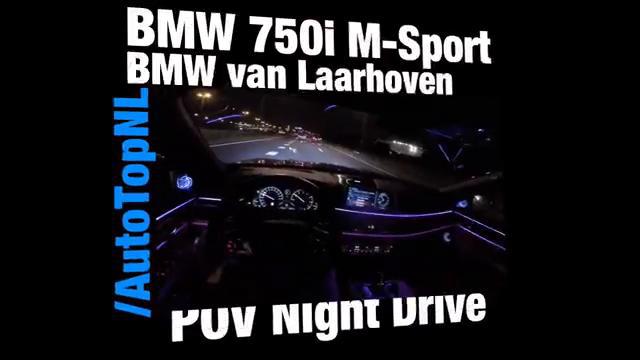 BMW 750i M-Sport
BMW van Laarhoven
/AutoTopNL
POV Night Drive